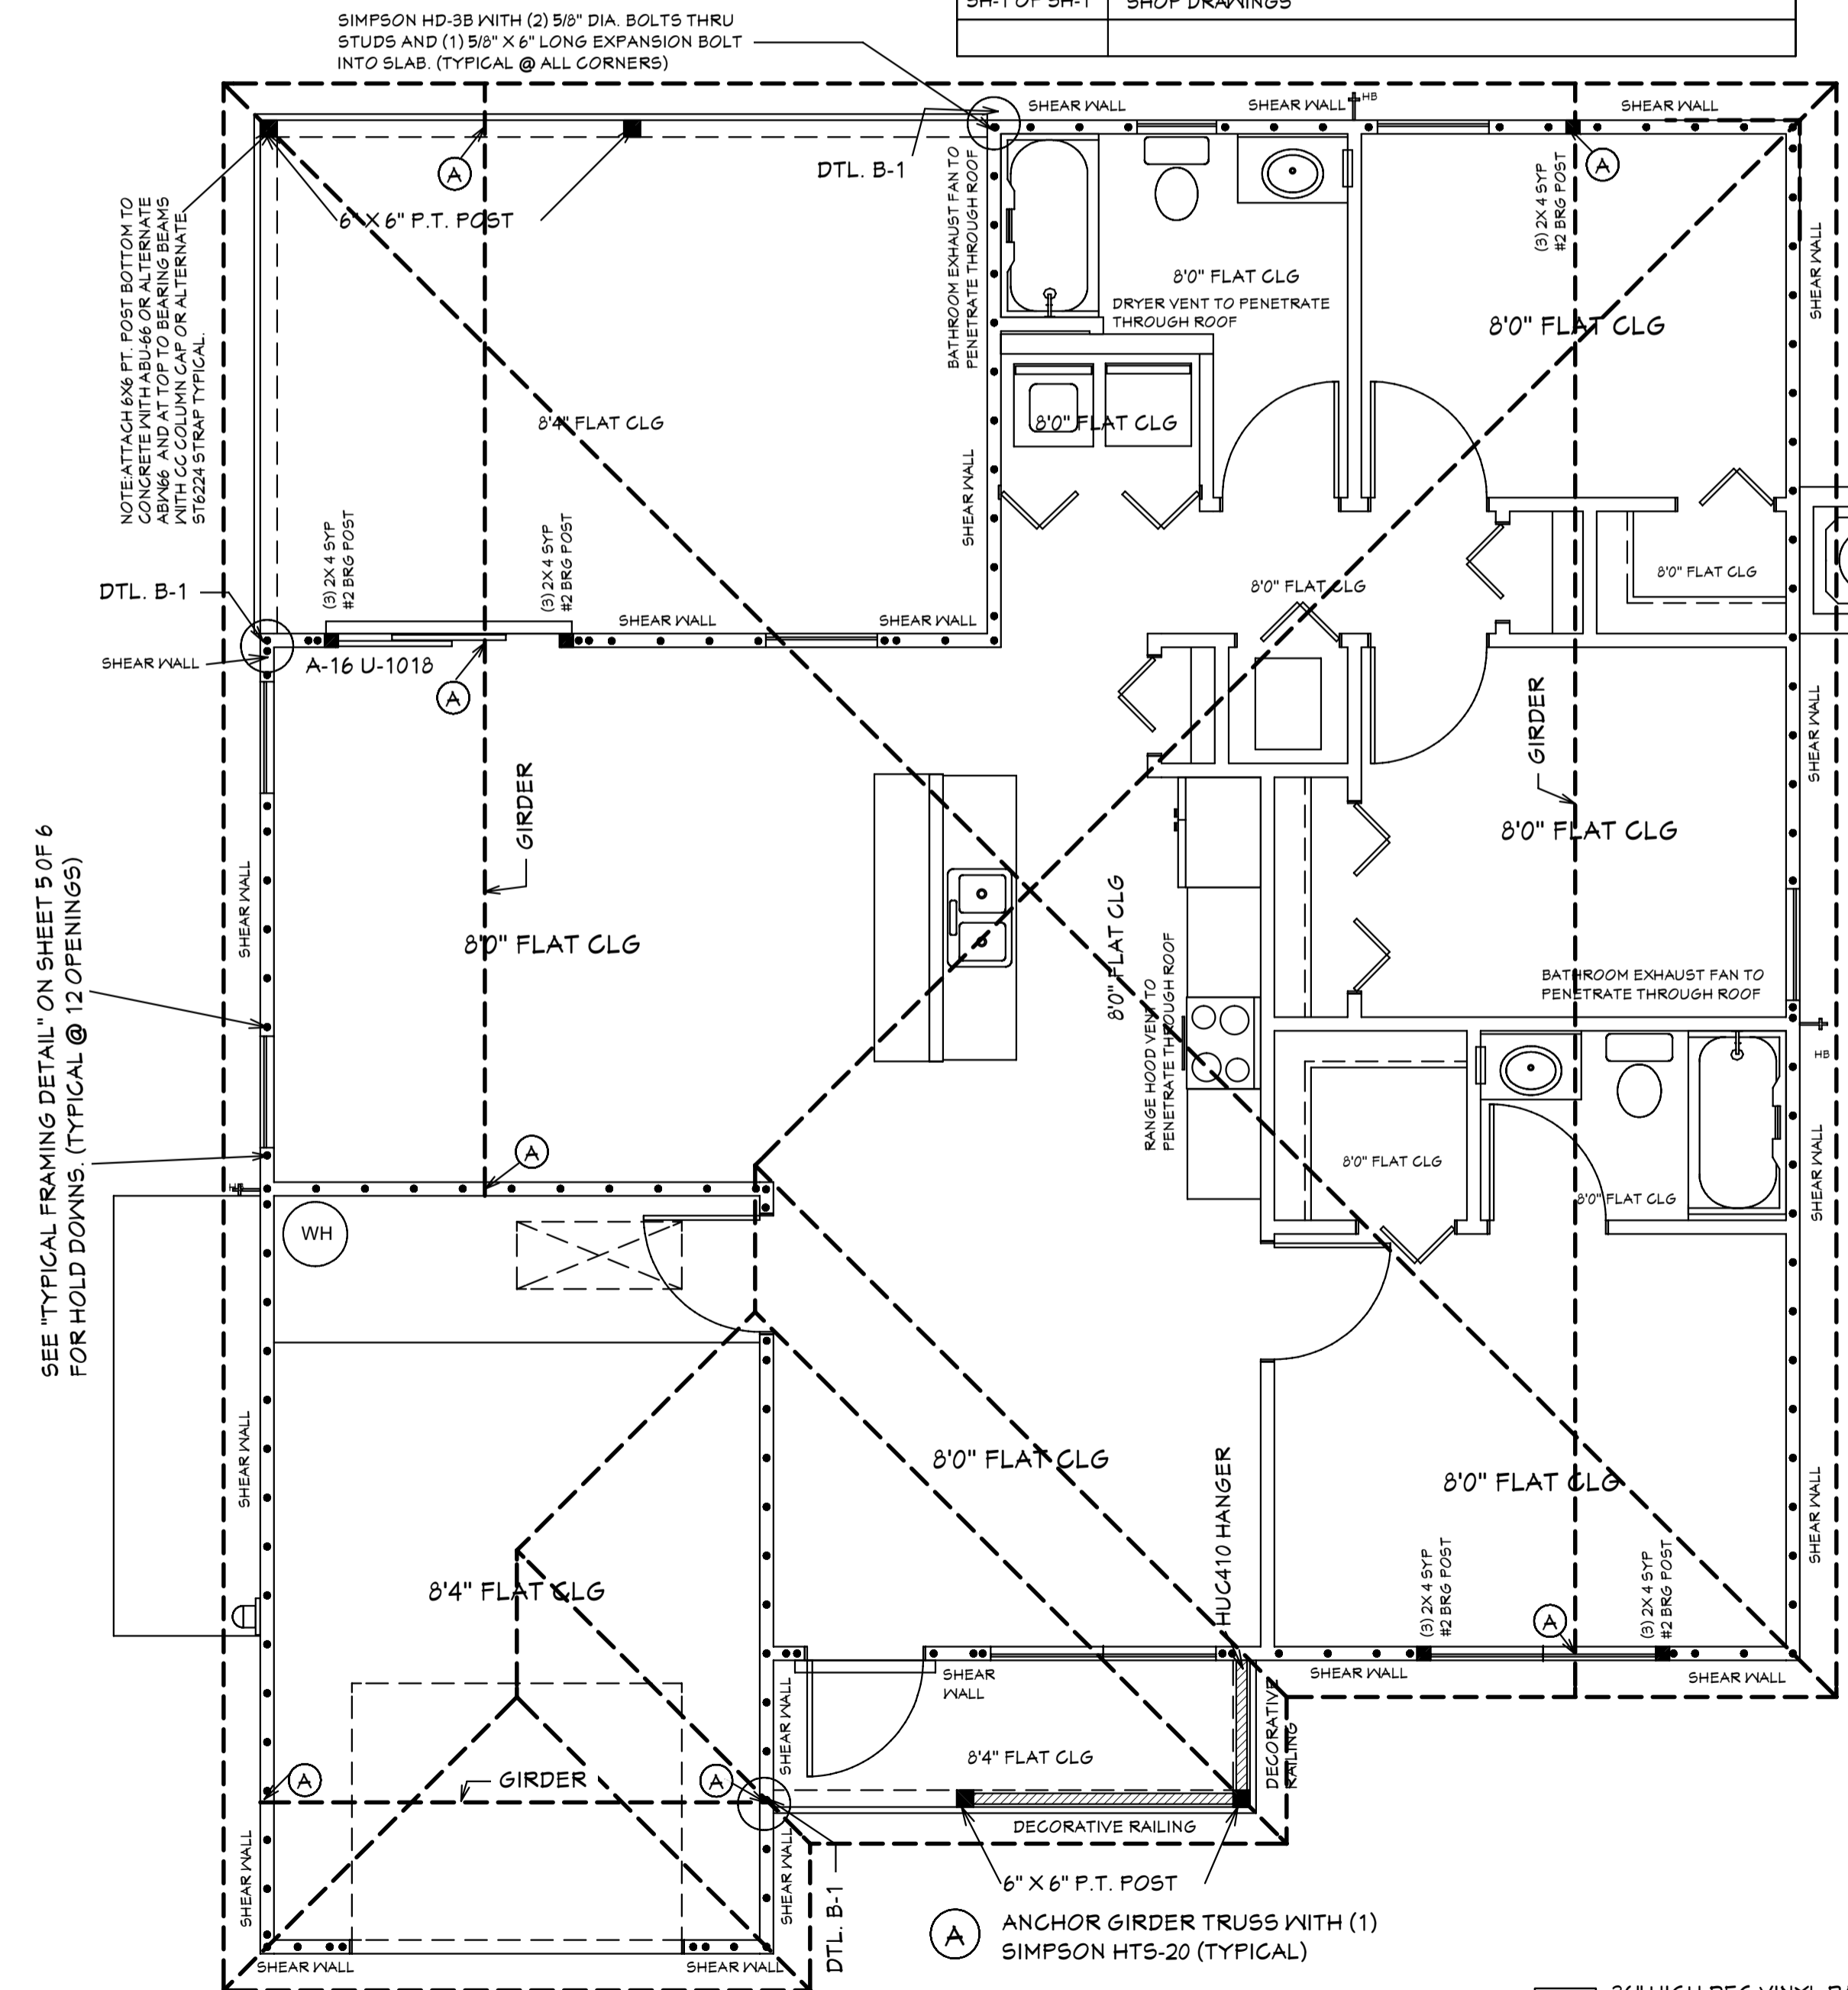 SH-1 OF SH-1
SHOP DRAWINGS
SIMPSON HD-3B WITH (2) 5/8" DIA. BOLTS THRU
STUDS AND (1) 5/8" X 6" LONG EXPANSION BOLT
INTO SLAB. (TYPICAL @ ALL CORNERS)
SHEAR WALL
SHEAR WALL
HB
SHEAR WALL
A
DTL. B-1
A
6" X 6" P.T. POST
NOTE:ATTACH 6X6 PT. POST BOTTOM TO
CONCRETE WITH ABU-66 OR ALTERNATE
ABW66 AND AT TOP TO BEARING BEAMS
WITH CC COLUMN CAP OR ALTERNATE
ST6224 STRAP TYPICAL.
BATHROOM EXHAUST FAN TO
PENETRATE THROUGH ROOF
(3) 2X4 SYP
#2 BRG POST
SHEAR WALL
8'0" FLAT CLG
DRYER VENT TO PENETRATE
THROUGH ROOF
8'0" FLAT CLG
8'4" FLAT CLG
8'0" FLAT CLG
SHEAR WALL
(3) 2X4 SYP
#2 BRG POST
(3) 2X4 SYP
#2 BRG POST
8'0" FLAT CLG
8'0" FLAT CLG
DTL. B-1
SHEAR WALL
SHEAR WALL
SHEAR WALL
A-16 U-1018
A
GIRDER
SHEAR WALL
GIRDER
8'0" FLAT CLG
SEE "TYPICAL FRAMING DETAIL" ON SHEET 5 OF 6
FOR HOLD DOWNS. (TYPICAL @ 12 OPENINGS)
SHEAR WALL
8'0" FLAT CLG
8'0" FLAT CLG
RANGE HOOD VENT TO
PENETRATE THROUGH ROOF
BATHROOM EXHAUST FAN TO
PENETRATE THROUGH ROOF
HB
A
8'0" FLAT CLG
8'0" FLAT CLG
SHEAR WALL
WH
SHEAR WALL
8'0" FLAT CLG
HUC410 HANGER
8'0" FLAT CLG
SHEAR WALL
8'4" FLAT CLG
(3) 2X4 SYP
#2 BRG POST
A
(3) 2X4 SYP
#2 BRG POST
SHEAR WALL
SHEAR
WALL
SHEAR WALL
SHEAR WALL
DECORATIVE
RAILING
8'4" FLAT CLG
A
GIRDER
A
DECORATIVE RAILING
SHEAR WALL
SHEAR WALL
DTL. B-1
6" X 6" P.T. POST
A
ANCHOR GIRDER TRUSS WITH (1)
SIMPSON HTS-20 (TYPICAL)
SHEAR WALL
SHEAR WALL